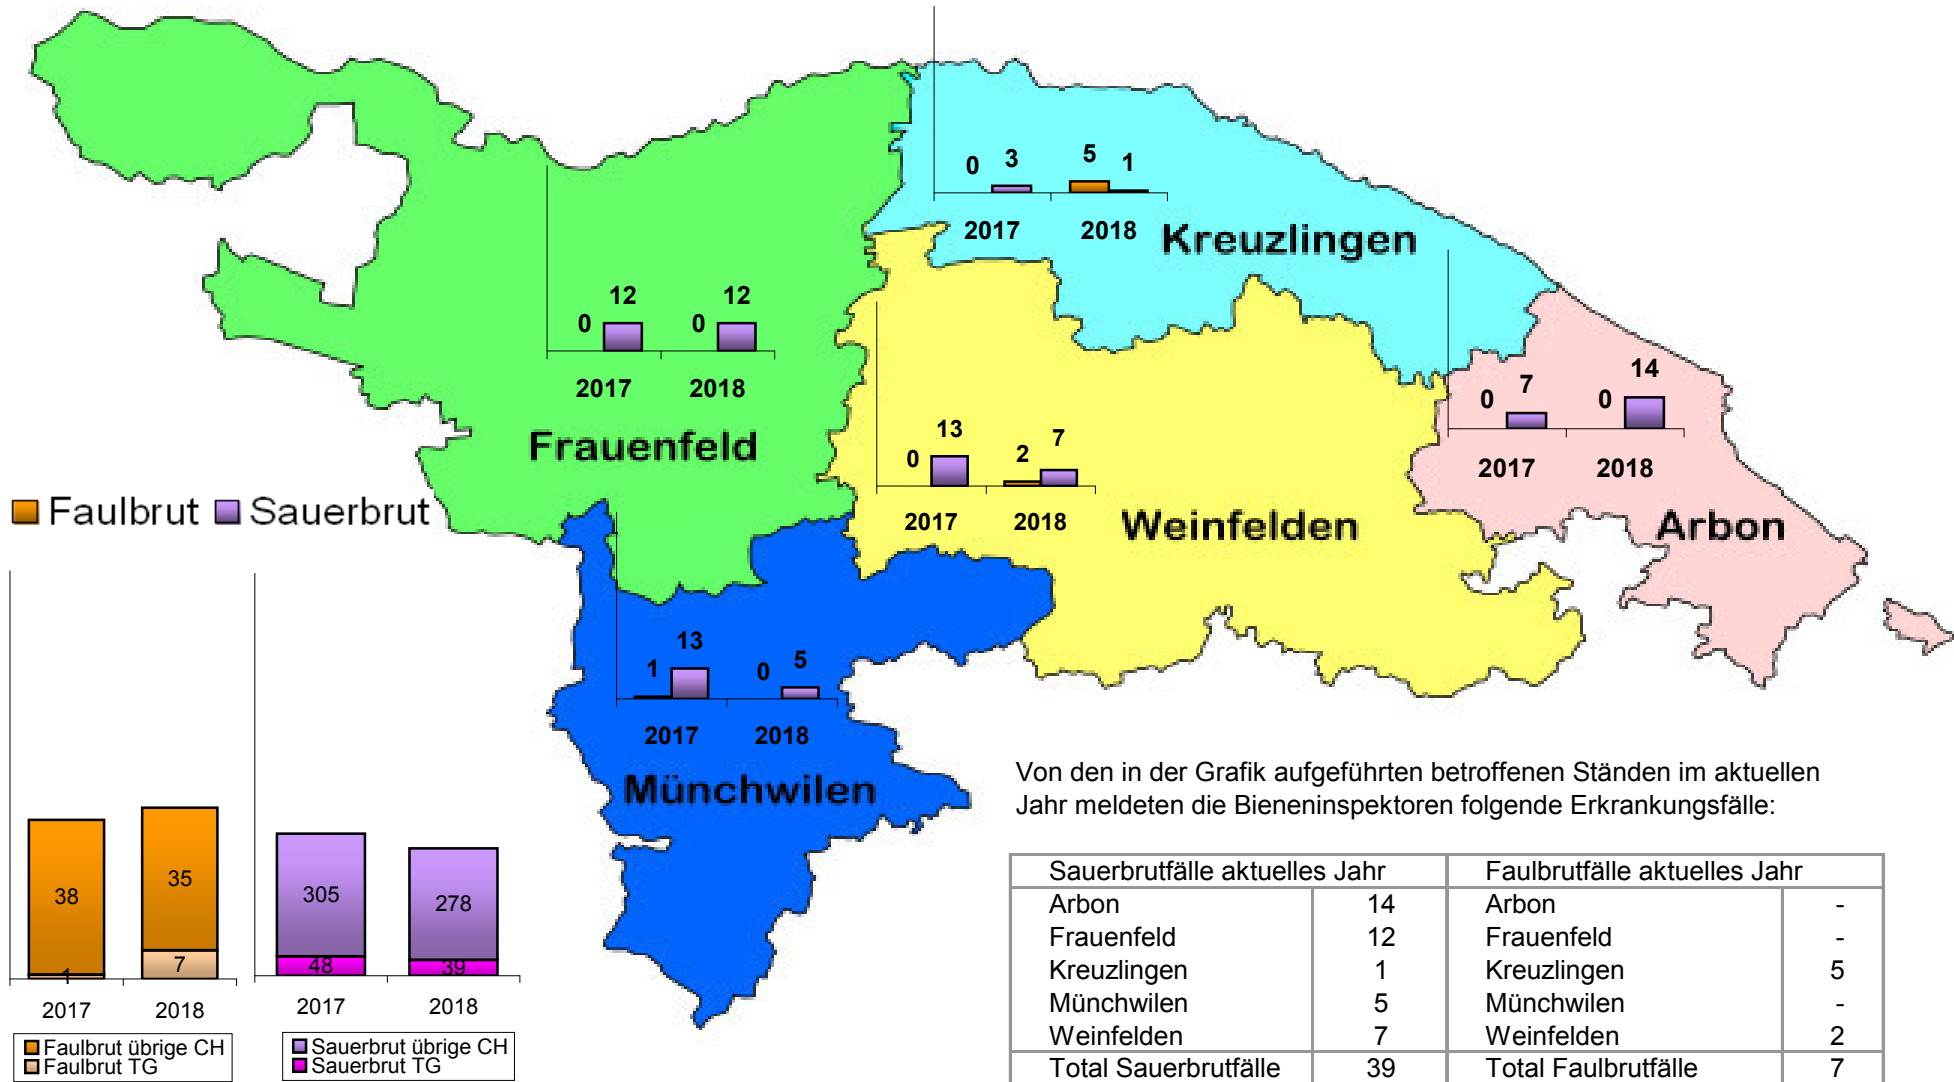 0 3 5 1
2017 2018
Kreuzlingen
0 12 0 12
2017 2018
Frauenfeld
0 7 0 14
2017 2018
Arbon
0 13 2 7
2017 2018
Weinfelden
Faulbrut Sauerbrut
1 13 0 5
2017 2018
Münchwilen
38 35
1 7
2017 2018
Faulbrut übrige CH
Faulbrut TG
305 278
48 39
2017 2018
Sauerbrut übrige CH
Sauerbrut TG
Von den in der Grafik aufgeführten betroffenen Ständen im aktuellen
Jahr meldeten die Bieneninspektoren folgende Erkrankungsfälle:
Sauerbrutfälle aktuelles Jahr Faulbrutfälle aktuelles Jahr
Arbon 14 Arbon -
Frauenfeld 12 Frauenfeld -
Kreuzlingen 1 Kreuzlingen 5
Münchwilen 5 Münchwilen -
Weinfelden 7 Weinfelden 2
Total Sauerbrutfälle 39 Total Faulbrutfälle 7